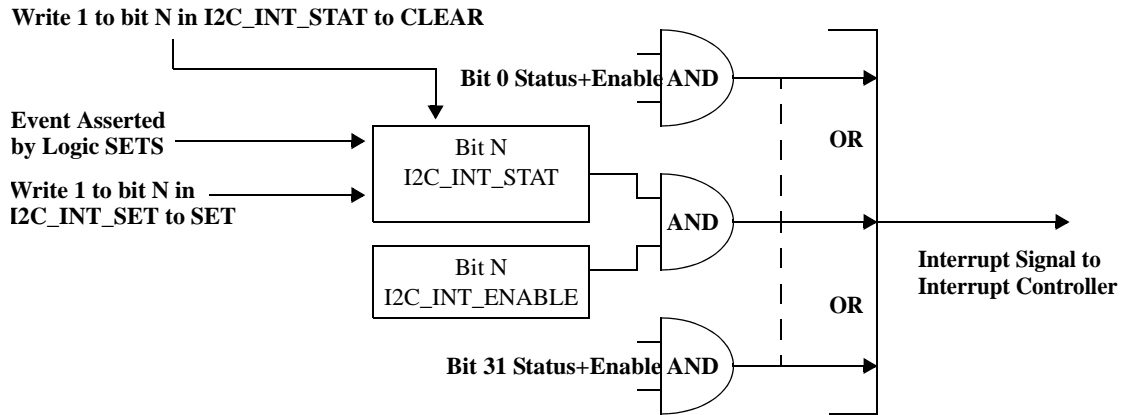 Write 1 to bit N in I2C_INT_STAT to CLEAR
Bit 0 Status+Enable AND
Event Asserted
by Logic SETS
Bit N
I2C_INT_STAT
OR
Write 1 to bit N in
I2C_INT_SET to SET
AND
Bit N
I2C_INT_ENABLE
Interrupt Signal to
Interrupt Controller
OR
Bit 31 Status+Enable AND